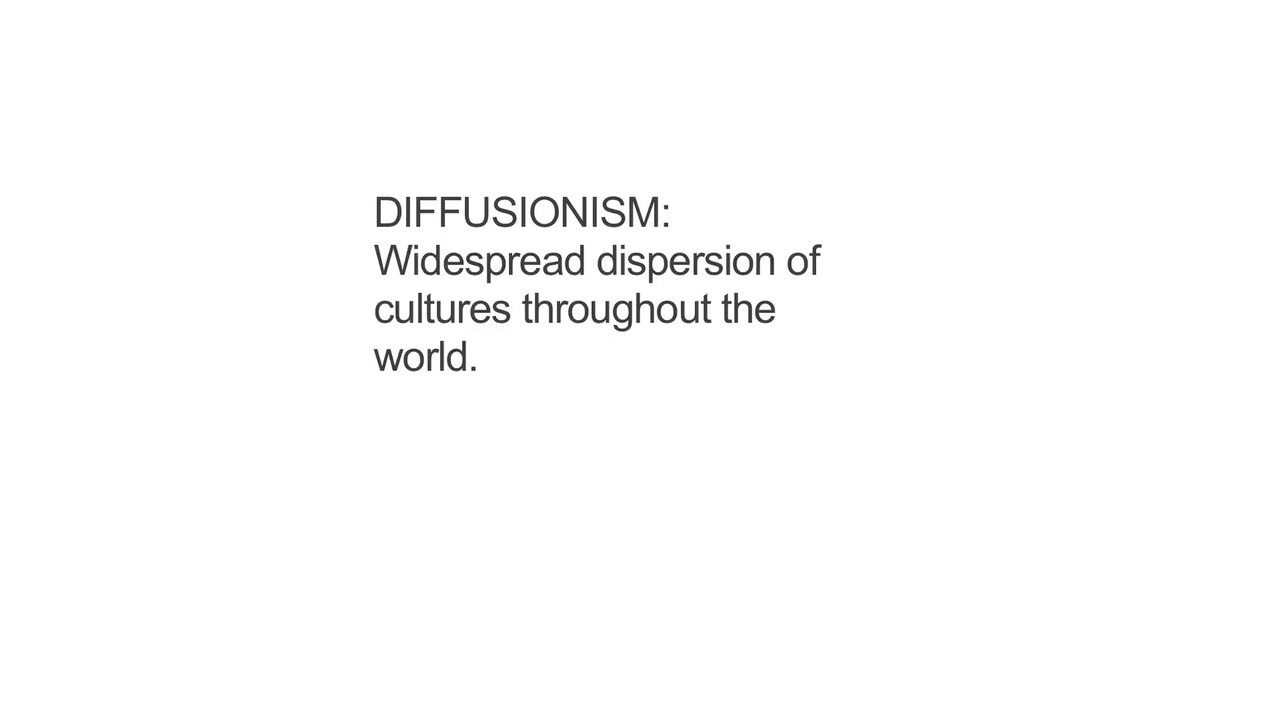 DIFFUSIONISM:
Widespread dispersion of
cultures throughout the
world.